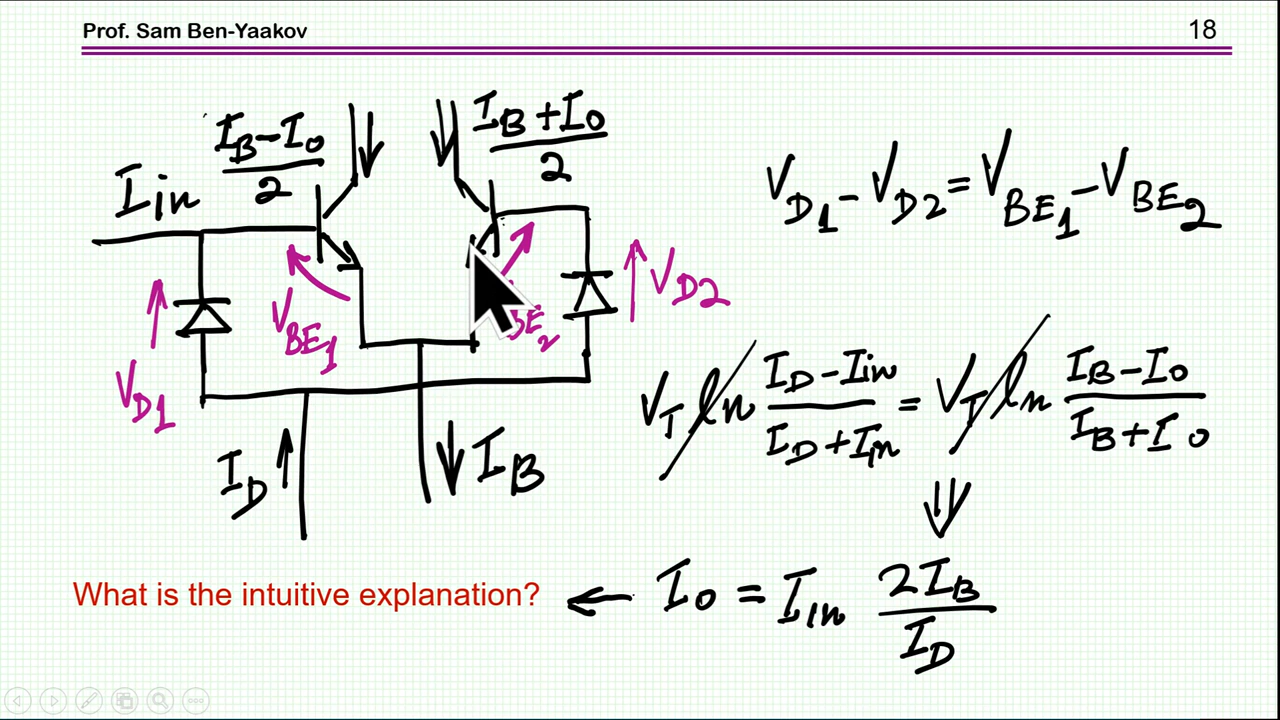 Prof. Sam Ben-Yaakov 18
(I_B-I_O)/2
(I_B+I_O)/2
I_in
V_D1-V_D2=V_BE1-V_BE2
V_BE1
V_D1
BE_2
V_D2
V_T ln (I_D-I_in)/(I_D+I_in) = V_T ln (I_B-I_O)/(I_B+I_O)
I_D
I_B
⇓
What is the intuitive explanation? ← I_O = I_in 2I_B/I_D